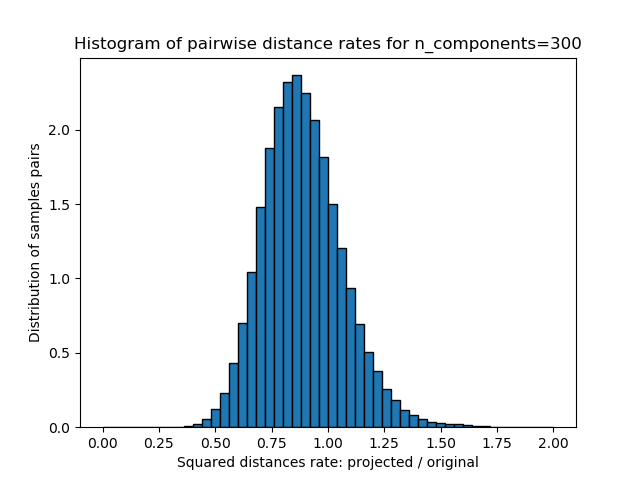 Histogram of pairwise distance rates for n_components=300
Distribution of samples pairs
2.0
1.5
1.0
0.5
0.0
0.00 0.25 0.50 0.75 1.00 1.25 1.50 1.75 2.00
Squared distances rate: projected / original